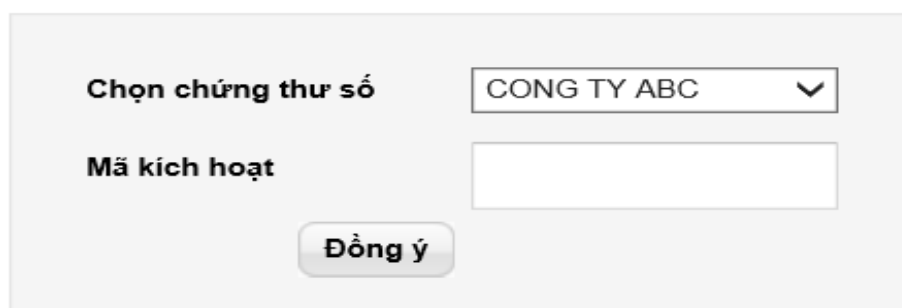 Chọn chứng thư số CONG TY ABC
Mã kích hoạt
Đồng ý